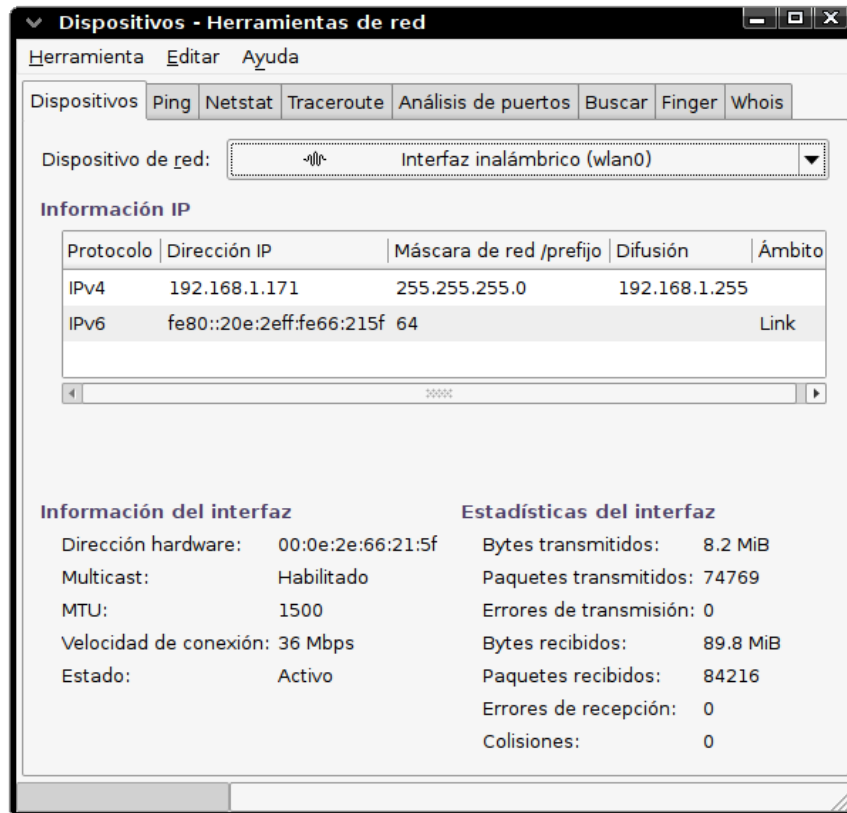 Dispositivos - Herramientas de red
Herramienta Editar Ayuda
Dispositivos Ping Netstat Traceroute Análisis de puertos Buscar Finger Whois
Dispositivo de red: Interfaz inalámbrico (wlan0)
Información IP
Protocolo Dirección IP Máscara de red /prefijo Difusión Ámbito
IPv4 192.168.1.171 255.255.255.0 192.168.1.255
IPv6 fe80::20e:2eff:fe66:215f 64 Link
Información del interfaz
Dirección hardware: 00:0e:2e:66:21:5f
Multicast: Habilitado
MTU: 1500
Velocidad de conexión: 36 Mbps
Estado: Activo
Estadísticas del interfaz
Bytes transmitidos: 8.2 MiB
Paquetes transmitidos: 74769
Errores de transmisión: 0
Bytes recibidos: 89.8 MiB
Paquetes recibidos: 84216
Errores de recepción: 0
Colisiones: 0